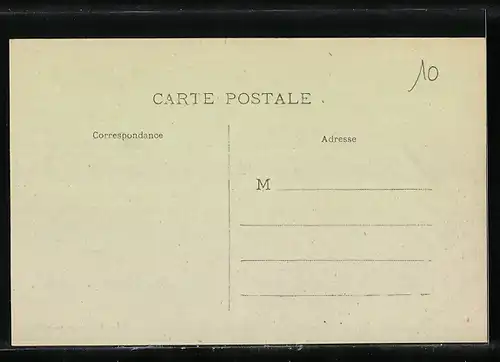 10
CARTE POSTALE.
Correspondance
Adresse
M